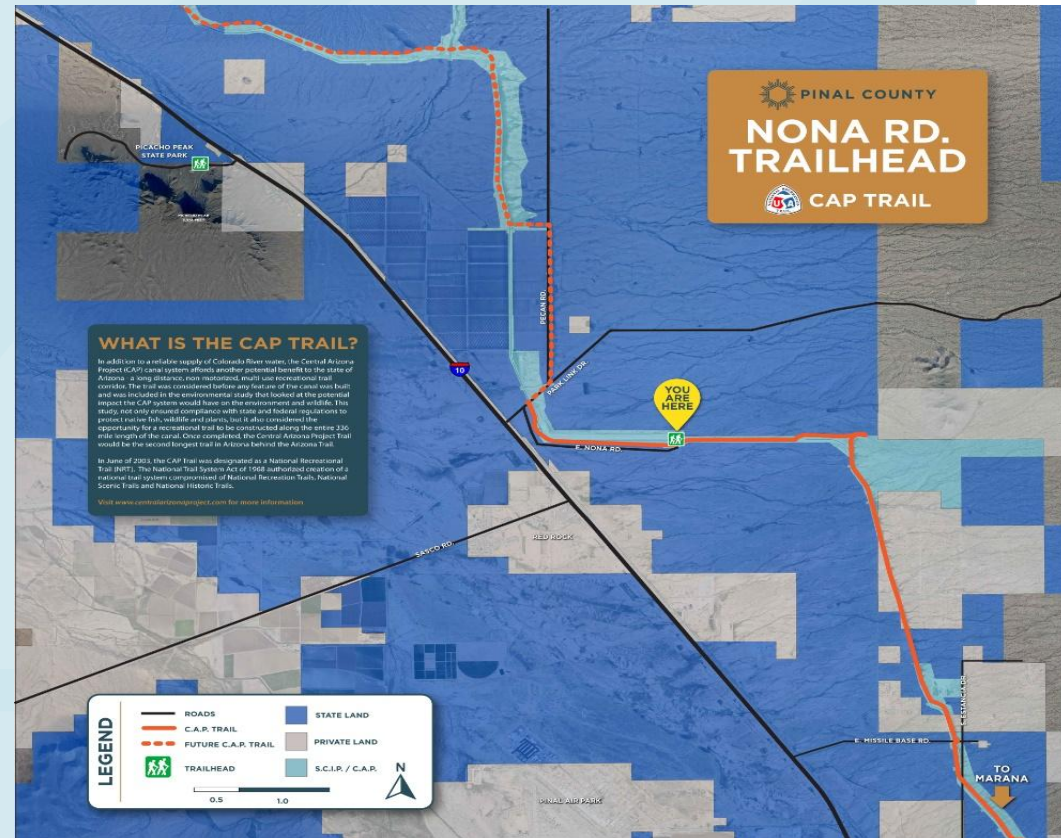 PINAL COUNTY
NONA RD.
TRAILHEAD
USA
CAP TRAIL
PICACHO PEAK
STATE PARK
WHAT IS THE CAP TRAIL?
In addition to a reliable supply of Colorado River water, the Central Arizona
Project (CAP) canal system affords another potential benefit to the state of
Arizona - a long distance, non-motorized, multi-use recreational trail
corridor. The trail was considered before any feature of the canal was built
and was included in the environmental study that looked at the potential
impact the CAP system would have on the environment and wildlife. This
study, not only ensured compliance with state and federal regulations to
protect native fish, wildlife and plants, but it also considered the
opportunity for a recreational trail to be constructed along the entire 336
mile length of the canal. Once completed, the Central Arizona Project Trail
would be the second longest trail in Arizona behind the Arizona Trail.
In June of 2003, the CAP Trail was designated as a National Recreational
Trail (NRT). The National Trail System Act of 1968 authorized creation of a
national trail system compromised of National Recreation Trails, National
Scenic Trails and National Historic Trails.
Visit www.centralarizonaproject.com for more information
10
PECAN RD.
PARK LINK DR
YOU
ARE
HERE
E. NONA RD.
SASCO RD.
RED ROCK
E. MISSILE BASE RD.
ESTANCIA DR.
TO
MARANA
PINAL AIR PARK
LEGEND
ROADS
C.A.P. TRAIL
FUTURE C.A.P. TRAIL
TRAILHEAD
STATE LAND
PRIVATE LAND
S.C.I.P. / C.A.P.
0.5 1.0
N